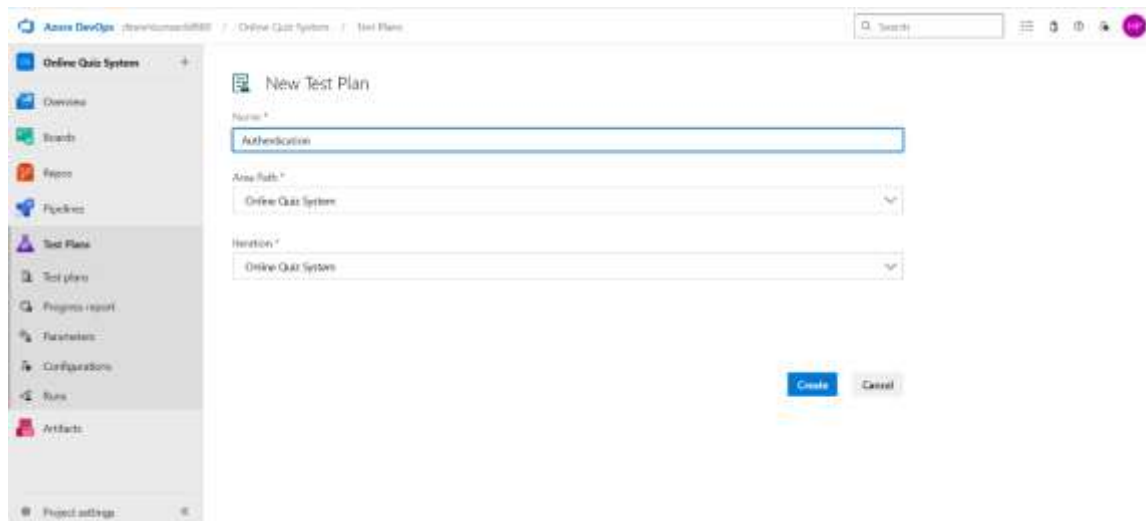 Azure DevOps / Online Quiz System / Test Plans
Search
Online Quiz System +
Overview
Boards
Repos
Pipelines
Test Plans
Test plans
Progress report
Parameters
Configurations
Runs
Artifacts
Project settings
New Test Plan
Name *
Authentication
Area Path *
Online Quiz System
Iteration *
Online Quiz System
Create
Cancel
HP